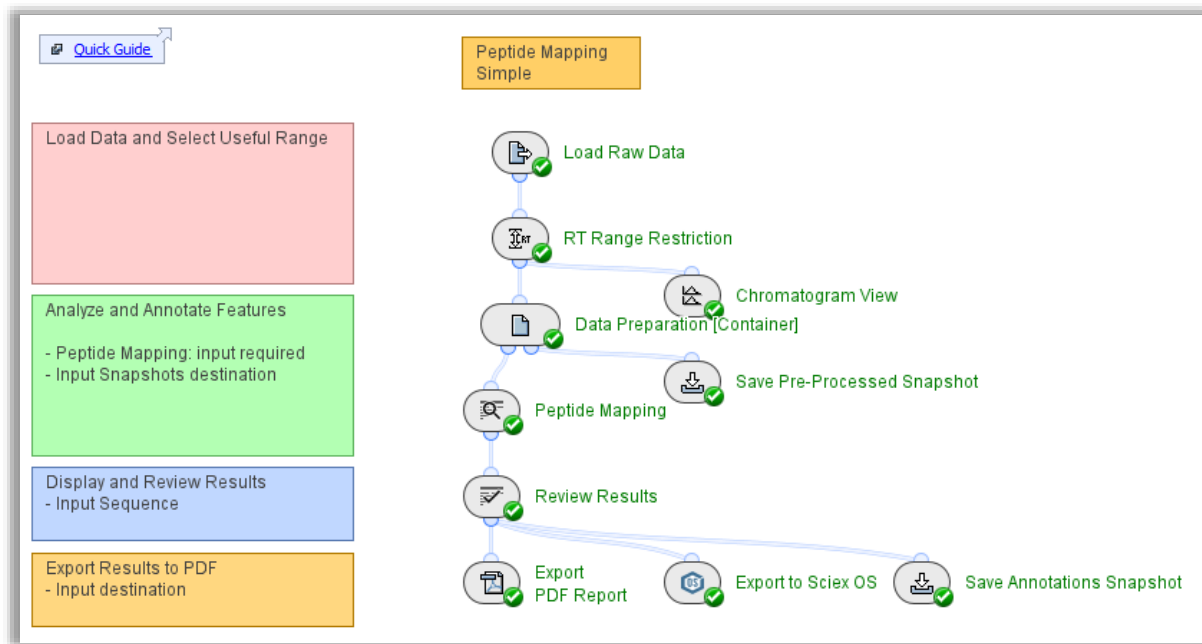 Quick Guide
Peptide Mapping
Simple
Load Data and Select Useful Range
Load Raw Data
RT
RT Range Restriction
Chromatogram View
Analyze and Annotate Features
- Peptide Mapping: input required
- Input Snapshots destination
Data Preparation [Container]
Save Pre-Processed Snapshot
Peptide Mapping
Display and Review Results
- Input Sequence
Review Results
Export Results to PDF
- Input destination
Export
PDF Report
OS
Export to Sciex OS
Save Annotations Snapshot